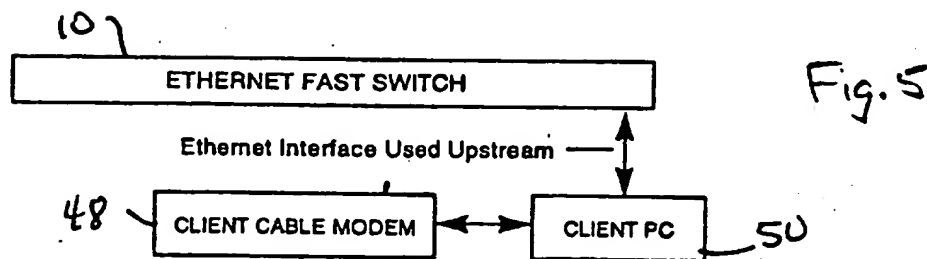 10
ETHERNET FAST SWITCH
Fig. 5
Ethernet Interface Used Upstream
48
CLIENT CABLE MODEM
CLIENT PC
50